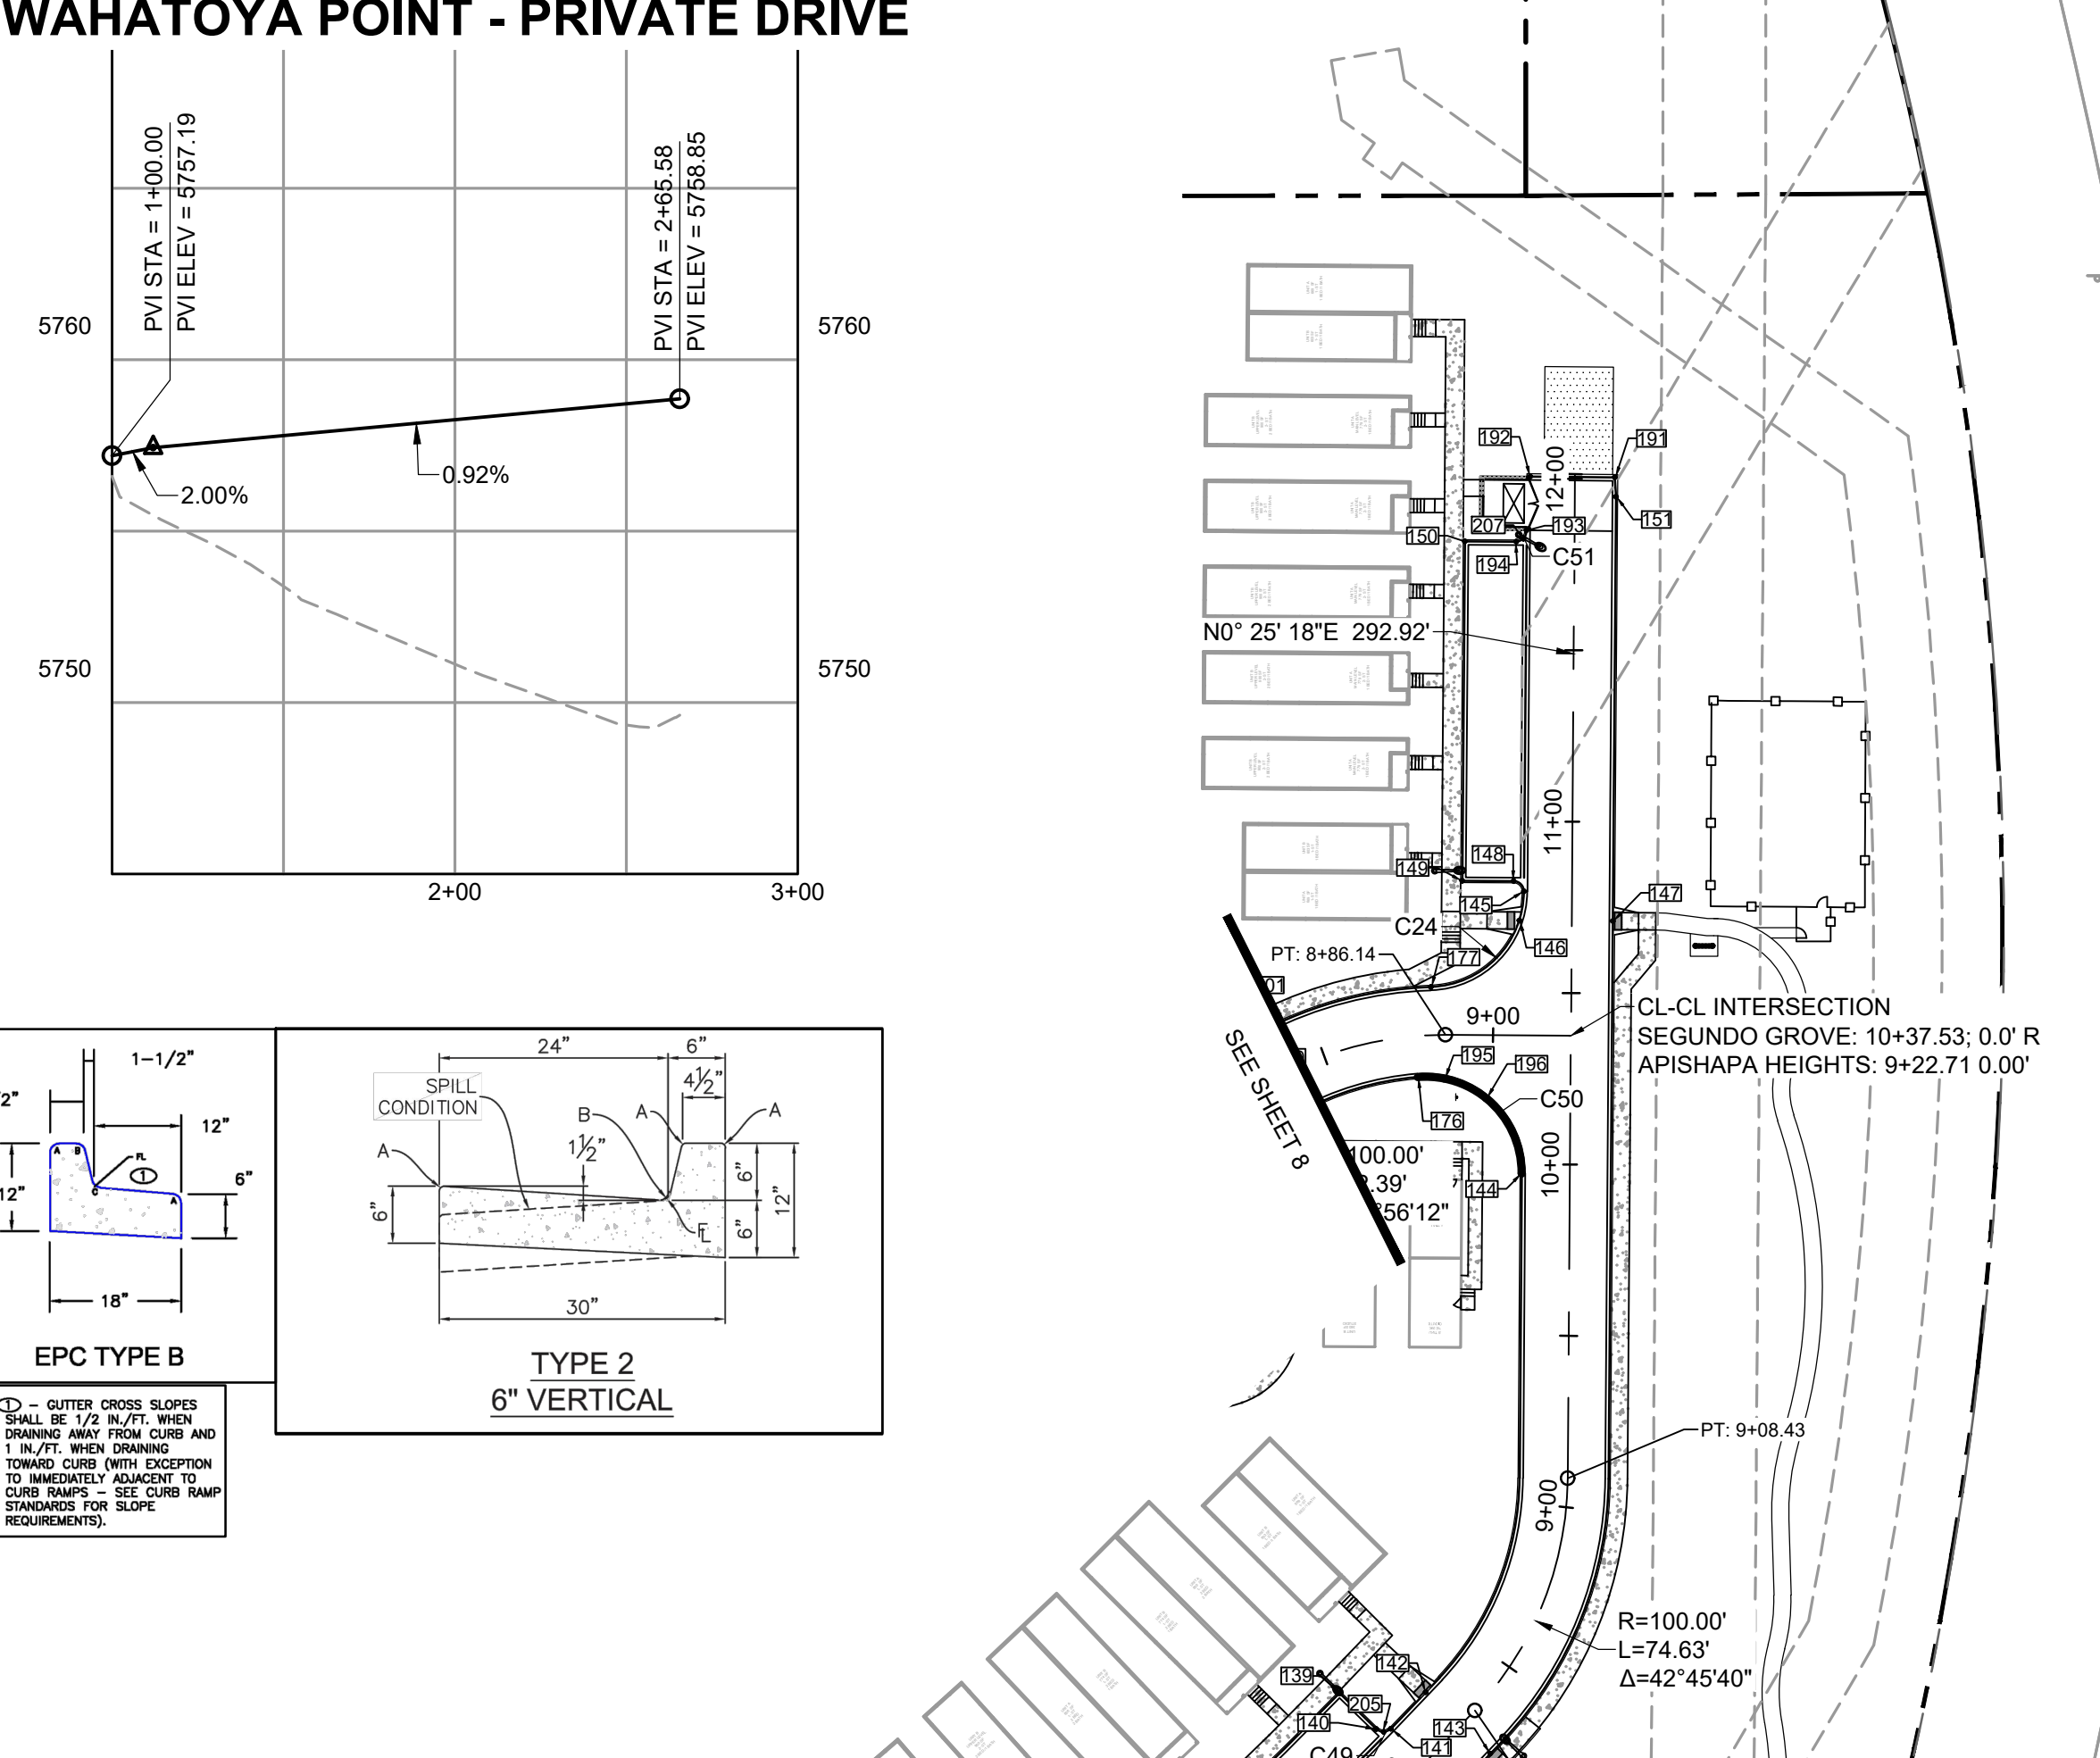 WAHATOYA POINT - PRIVATE DRIVE
PVI STA = 1+00.00
PVI ELEV = 5757.19
PVI STA = 2+65.58
PVI ELEV = 5758.85
5760
5760
5750
5750
2.00%
0.92%
2+00
3+00
1-1/2"
12"
6"
12"
18"
A
B
FL
1
C
A
EPC TYPE B
1 - GUTTER CROSS SLOPES
SHALL BE 1/2 IN./FT. WHEN
DRAINING AWAY FROM CURB AND
1 IN./FT. WHEN DRAINING
TOWARD CURB (WITH EXCEPTION
TO IMMEDIATELY ADJACENT TO
CURB RAMPS - SEE CURB RAMP
STANDARDS FOR SLOPE
REQUIREMENTS).
24"
6"
4½"
SPILL
CONDITION
B
A
A
A
1½"
6"
6"
6"
12"
FL
30"
TYPE 2
6" VERTICAL
192
191
12+00
151
207
193
150
194
C51
N0° 25' 18"E 292.92'
11+00
148
149
145
147
C24
146
PT: 8+86.14
177
01
9+00
CL-CL INTERSECTION
SEGUNDO GROVE: 10+37.53; 0.0' R
APISHAPA HEIGHTS: 9+22.71 0.00'
SEE SHEET 8
195
196
C50
176
100.00'
.39'
56'12"
144
10+00
PT: 9+08.43
9+00
R=100.00'
L=74.63'
Δ=42°45'40"
139
142
205
140
143
141
C49